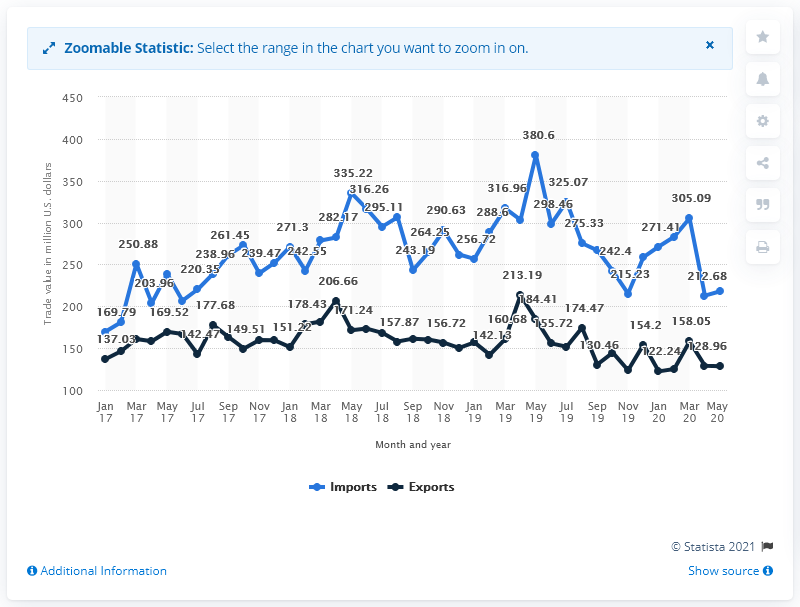 Zoomable Statistic: Select the range in the chart you want to zoom in on.
×
450
400
350
300
250
200
150
100
Trade value in million U.S. dollars
380.6
335.22
316.26
325.07
316.96
305.09
295.11
298.46
290.63
288.6
282.17
275.33
271.3
271.41
264.25
261.45
256.72
250.88
242.55
243.19
242.4
239.47
238.96
220.35
215.23
212.68
203.96
169.79
213.19
206.66
184.41
178.43
177.68
174.47
171.24
169.52
160.68
158.05
157.87
156.72
155.72
154.2
151.22
149.51
142.47
142.13
137.03
130.46
128.96
122.24
Jan 17
Mar 17
May 17
Jul 17
Sep 17
Nov 17
Jan 18
Mar 18
May 18
Jul 18
Sep 18
Nov 18
Jan 19
Mar 19
May 19
Jul 19
Sep 19
Nov 19
Jan 20
Mar 20
May 20
Month and year
Imports Exports
© Statista 2021
Additional Information
Show source